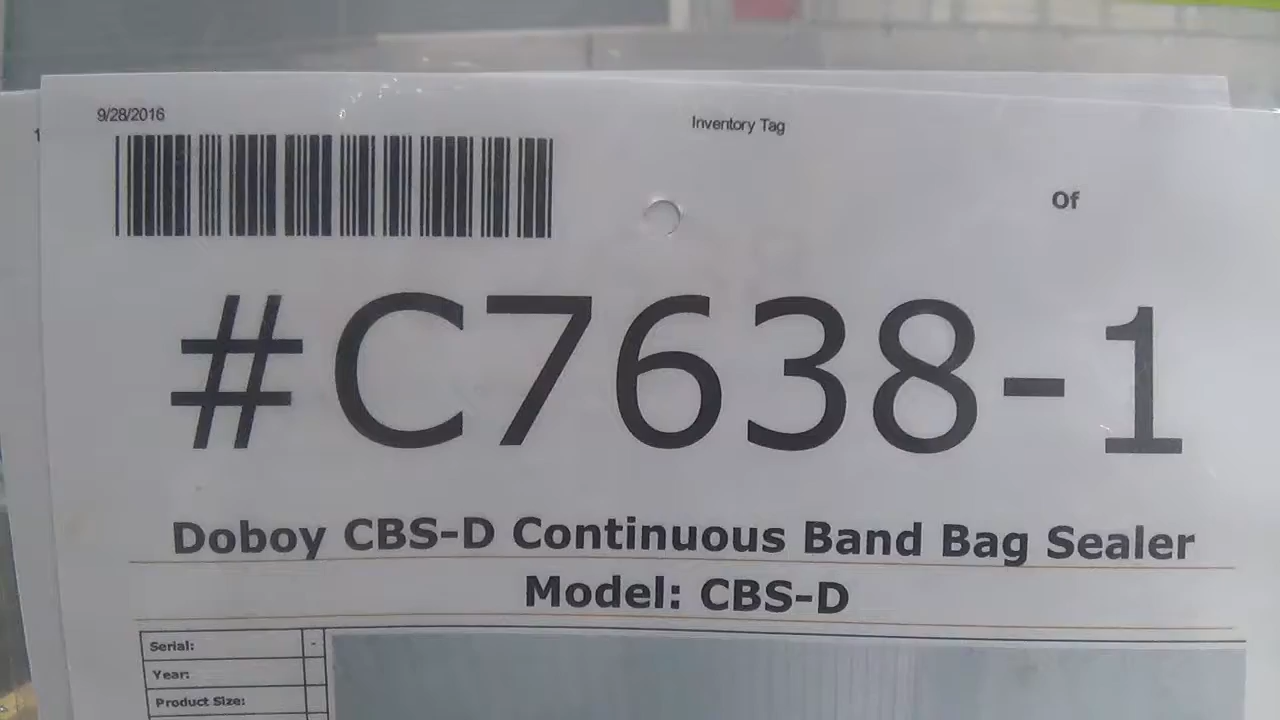 9/28/2016
Inventory Tag
Of
#C7638-1
Doboy CBS-D Continuous Band Bag Sealer
Model: CBS-D
Serial: -
Year:
Product Size: